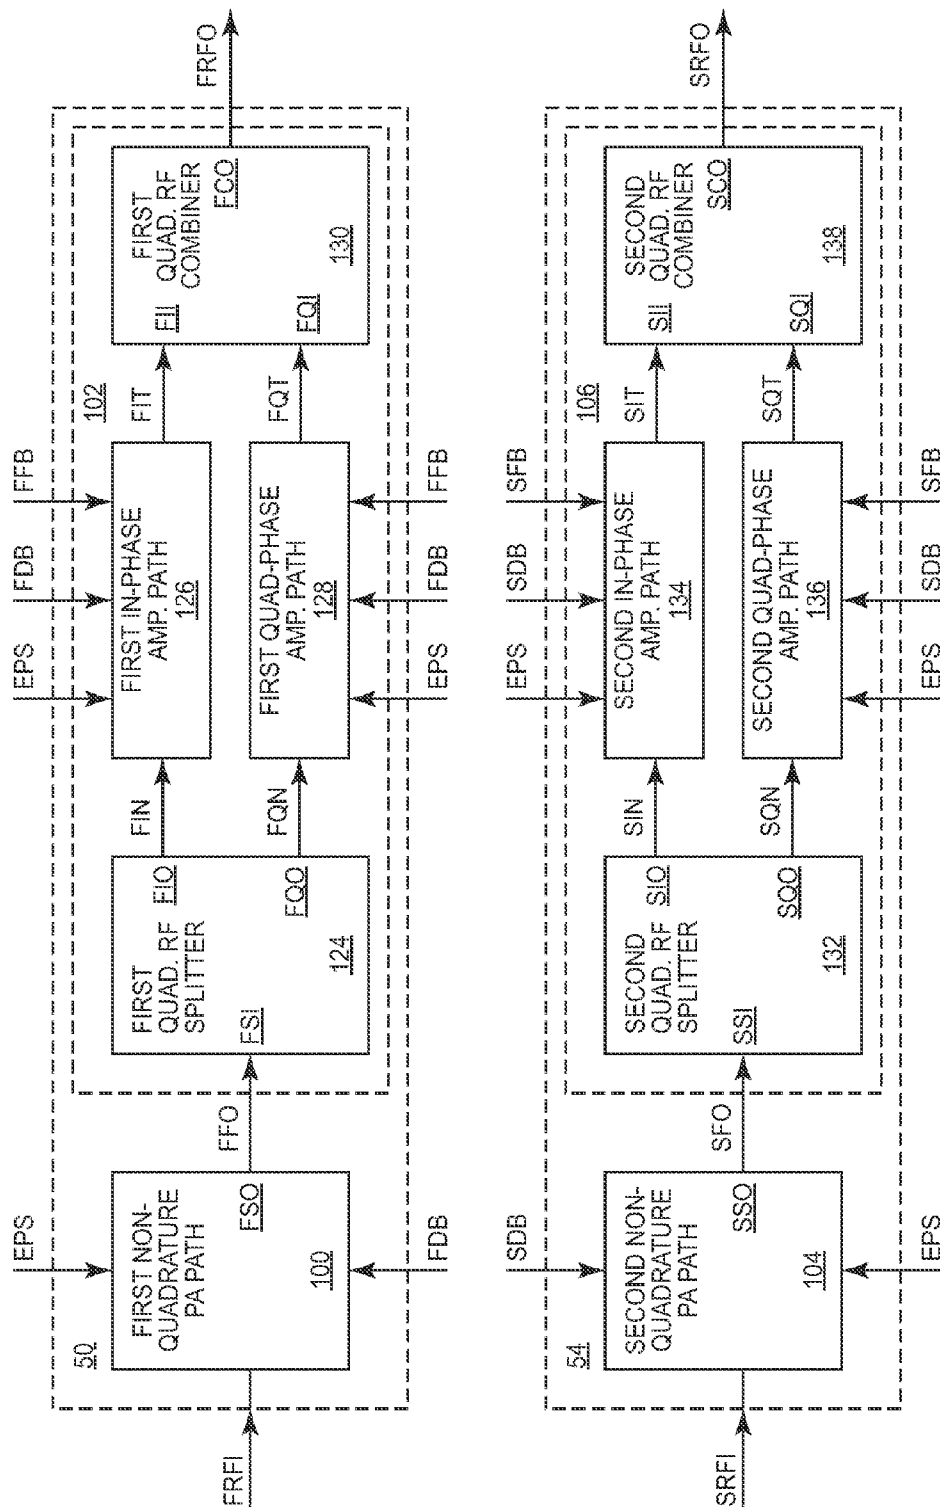 FRFI
50
EPS
FIRST NON-
QUADRATURE
PA PATH
FSO
100
FDB
FFO
102
FIRST
QUAD. RF
SPLITTER
FIO
FSI
FQO
124
FIN
FQN
EPS
FDB
FFB
FIRST IN-PHASE
AMP. PATH
126
FIRST QUAD-PHASE
AMP. PATH
128
EPS
FDB
FFB
FIT
FQT
FIRST
QUAD. RF
COMBINER
FII
FCO
FQI
130
FRFO
SRFI
54
SDB
SECOND NON-
QUADRATURE
PA PATH
SSO
104
EPS
SFO
106
SECOND
QUAD. RF
SPLITTER
SIO
SSI
SQO
132
SIN
SQN
EPS
SDB
SFB
SECOND IN-PHASE
AMP. PATH
134
SECOND QUAD-PHASE
AMP. PATH
136
EPS
SDB
SFB
SIT
SQT
SECOND
QUAD. RF
COMBINER
SII
SCO
SQI
138
SRFO